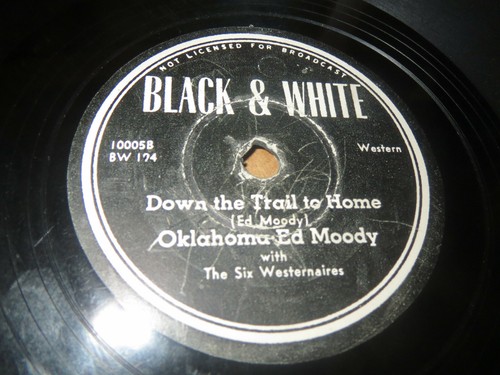 NOT LICENSED FOR BROADCAST
BLACK & WHITE
10005B
BW 124
Western
Down the Trail to Home
(Ed Moody)
Oklahoma Ed Moody
with
The Six Westernaires